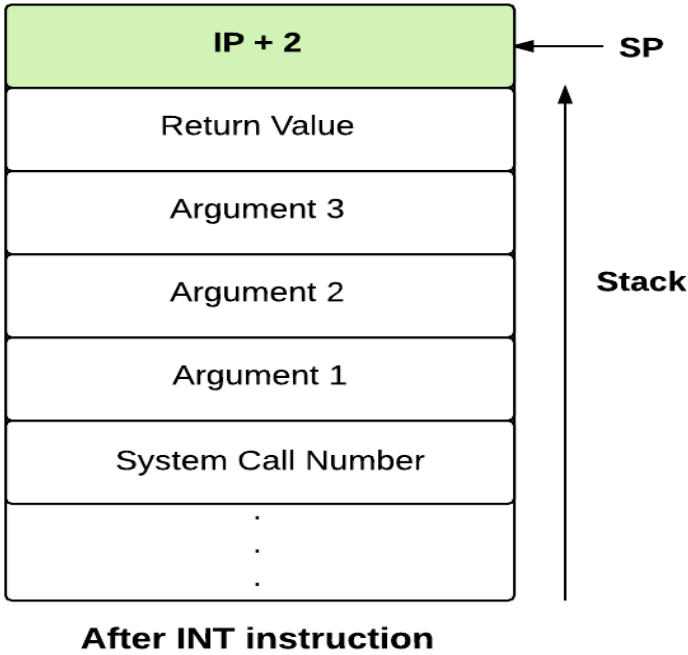 IP + 2
SP
Return Value
Argument 3
Argument 2
Stack
Argument 1
System Call Number
.
.
.
After INT instruction